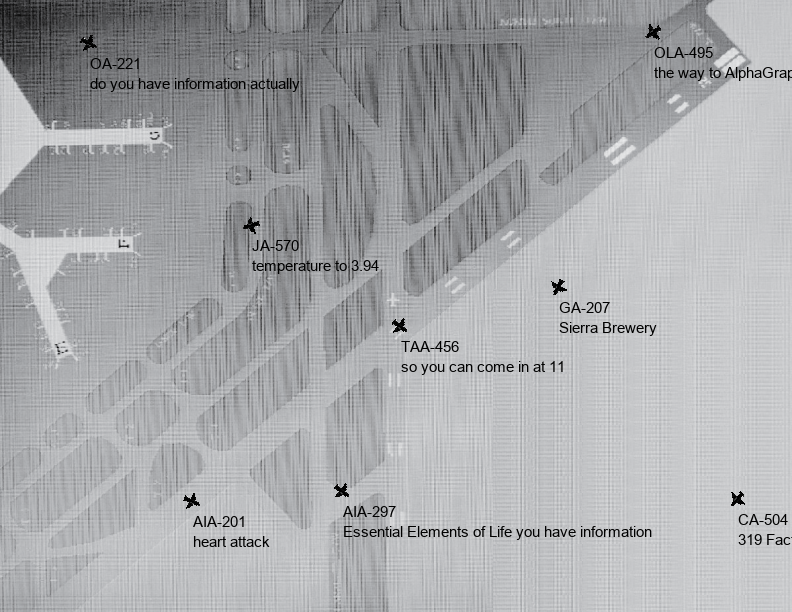 OLA-495
the way to AlphaGrap
OA-221
do you have information actually
JA-570
temperature to 3.94
GA-207
Sierra Brewery
TAA-456
so you can come in at 11
AIA-297
Essential Elements of Life you have information
AIA-201
heart attack
CA-504
319 Fac